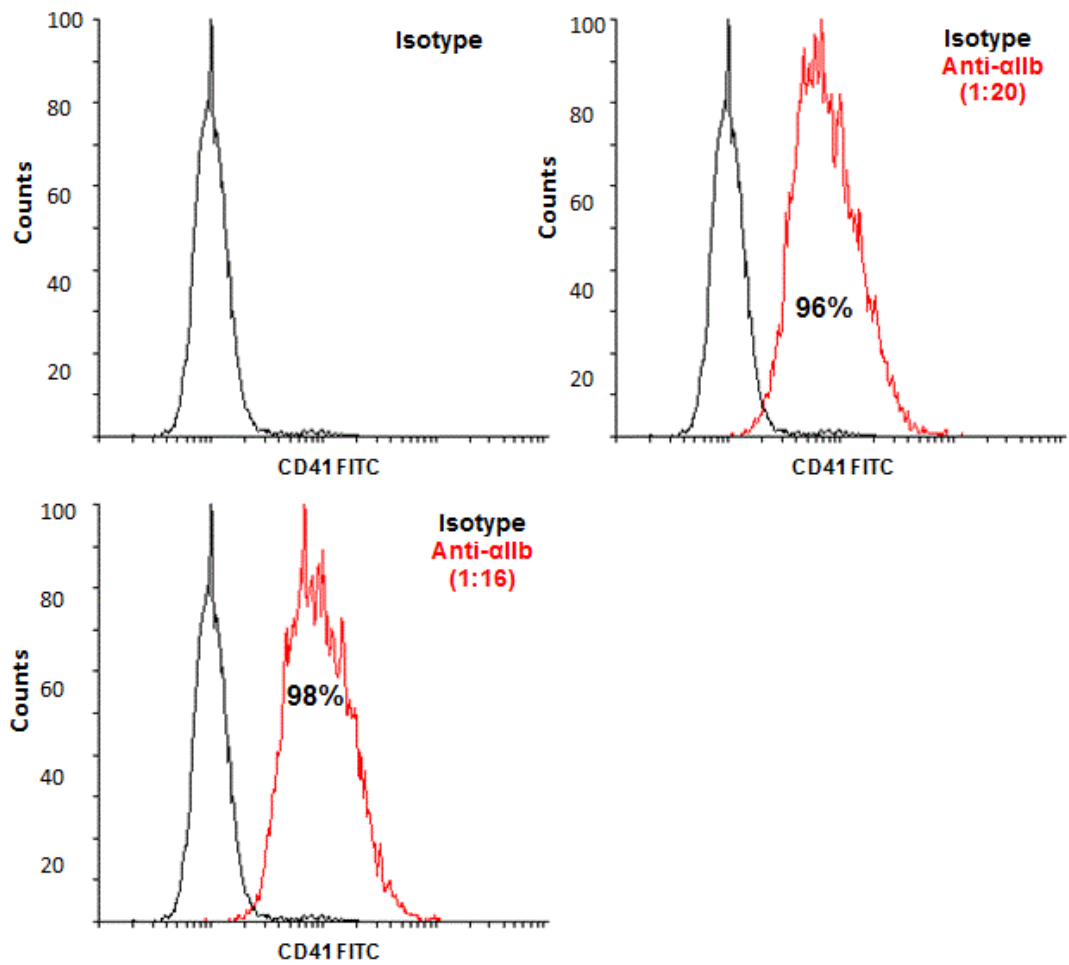 100
80
60
40
20
Counts
Isotype
CD41 FITC
100
80
60
40
20
Counts
Isotype
Anti-αIIb
(1:20)
96%
CD41 FITC
100
80
60
40
20
Counts
Isotype
Anti-αIIb
(1:16)
98%
CD41 FITC